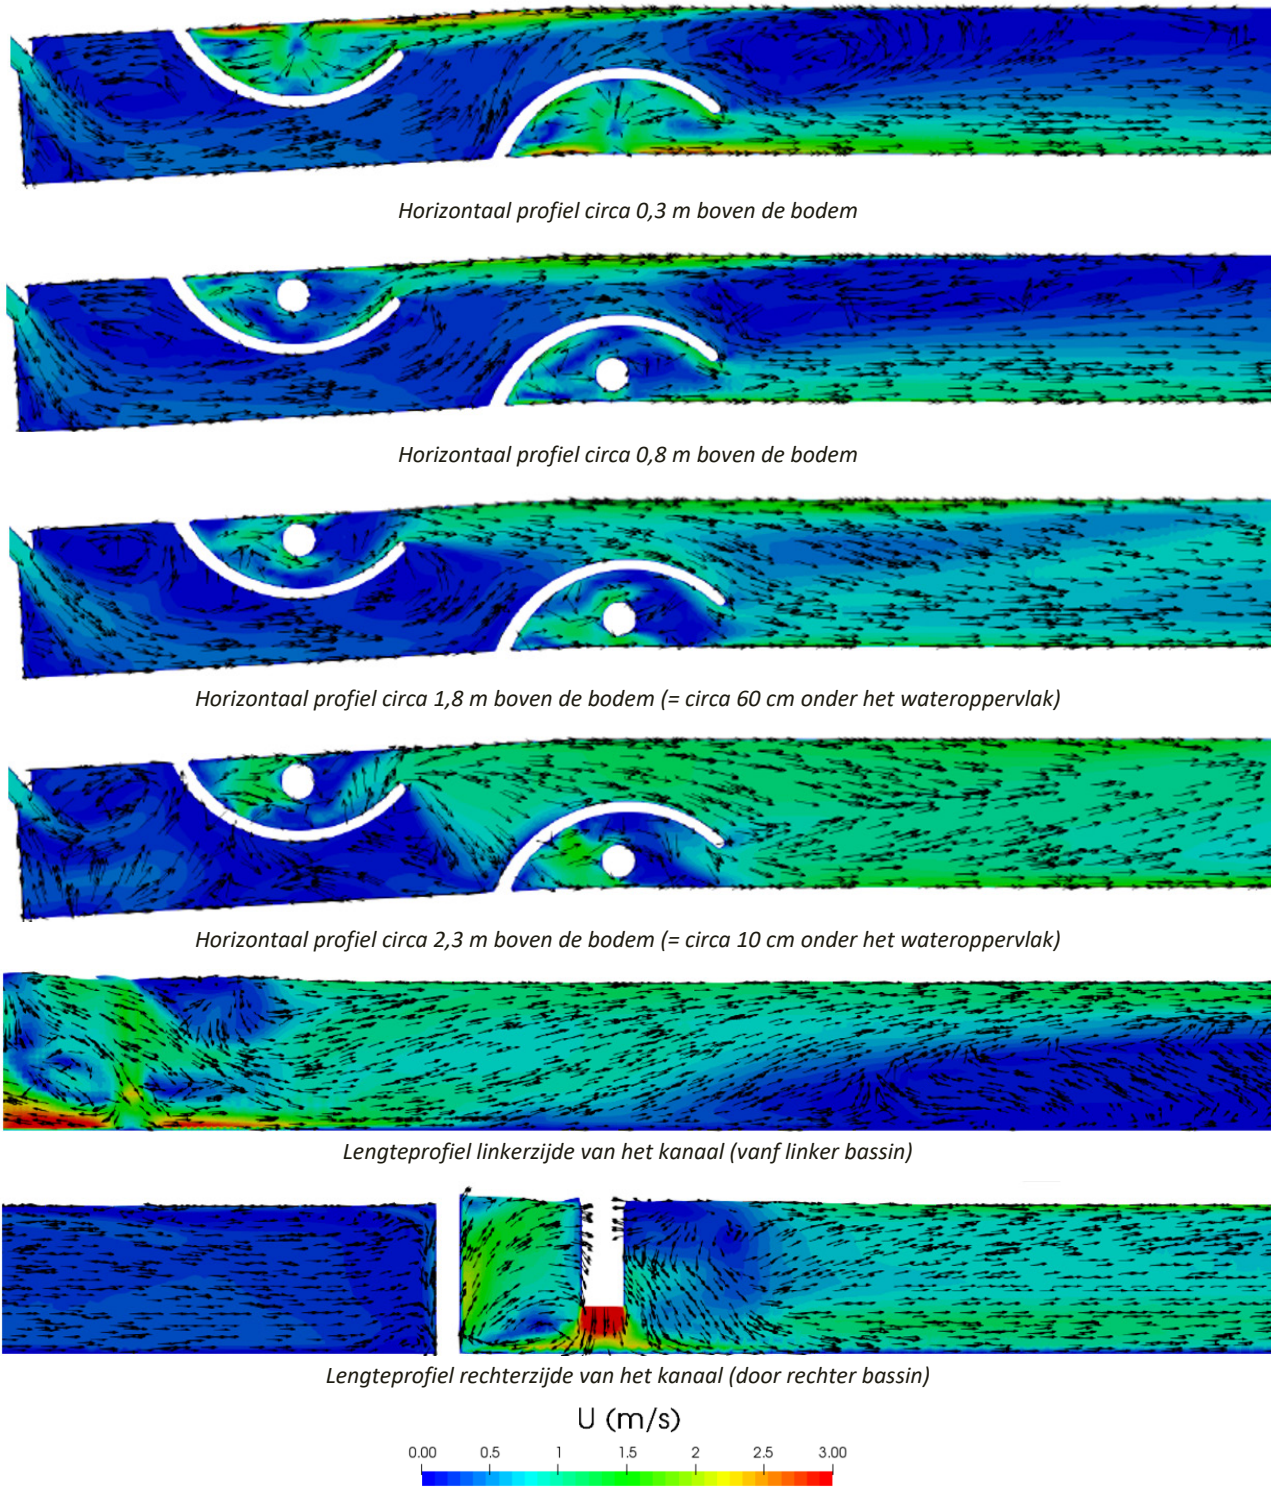 Horizontaal profiel circa 0,3 m boven de bodem
Horizontaal profiel circa 0,8 m boven de bodem
Horizontaal profiel circa 1,8 m boven de bodem (= circa 60 cm onder het wateroppervlak)
Horizontaal profiel circa 2,3 m boven de bodem (= circa 10 cm onder het wateroppervlak)
Lengteprofiel linkerzijde van het kanaal (vanf linker bassin)
Lengteprofiel rechterzijde van het kanaal (door rechter bassin)
U (m/s)
0.00 0.5 1 1.5 2 2.5 3.00